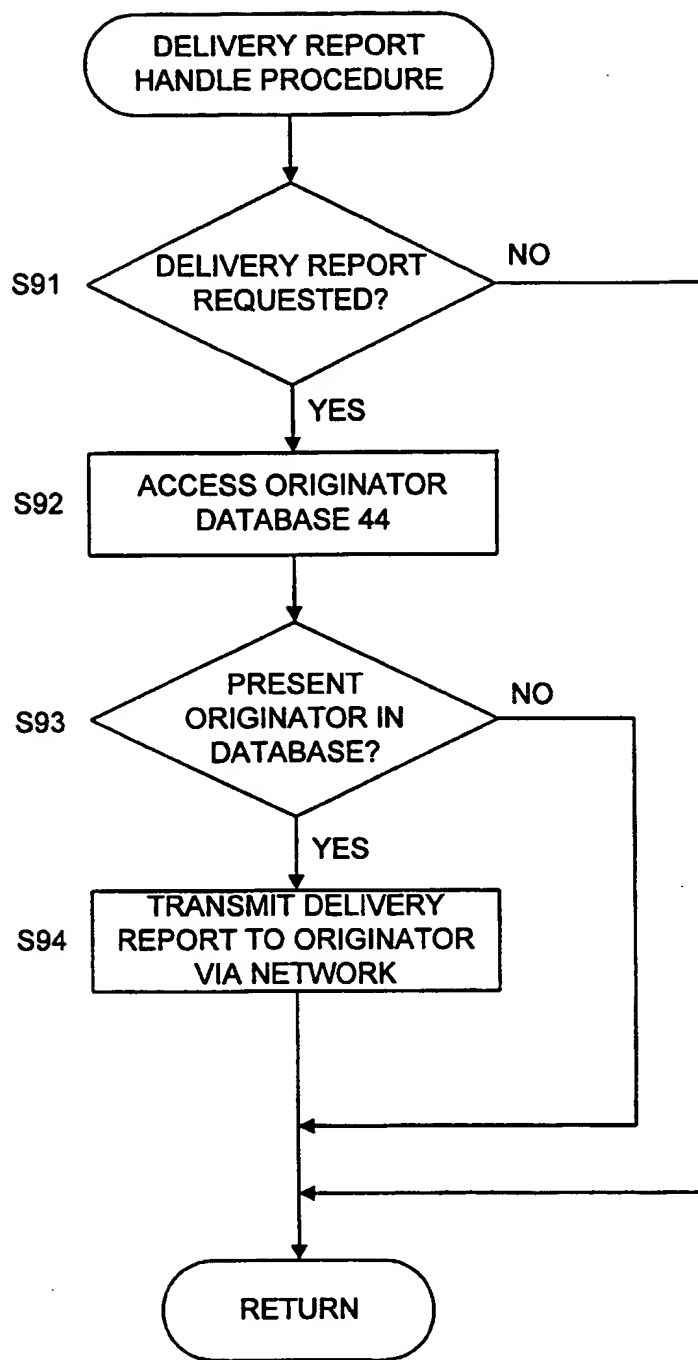 DELIVERY REPORT
HANDLE PROCEDURE
S91
DELIVERY REPORT
REQUESTED?
NO
YES
S92
ACCESS ORIGINATOR
DATABASE 44
S93
PRESENT
ORIGINATOR IN
DATABASE?
NO
YES
S94
TRANSMIT DELIVERY
REPORT TO ORIGINATOR
VIA NETWORK
RETURN